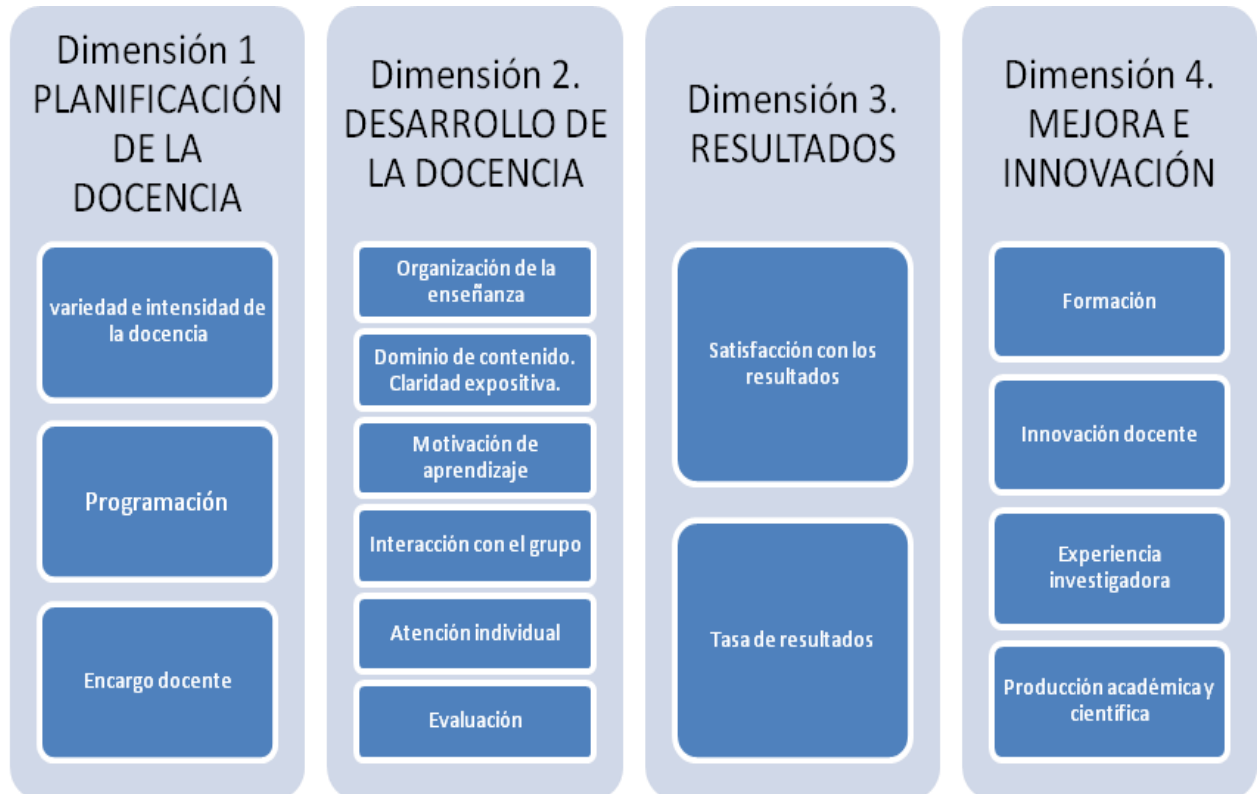 Dimensión 1
PLANIFICACIÓN
DE LA
DOCENCIA
variedad e intensidad de
la docencia
Programación
Encargo docente
Dimensión 2.
DESARROLLO DE
LA DOCENCIA
Organización de la
enseñanza
Dominio de contenido.
Claridad expositiva.
Motivación de
aprendizaje
Interacción con el grupo
Atención individual
Evaluación
Dimensión 3.
RESULTADOS
Satisfacción con los
resultados
Tasa de resultados
Dimensión 4.
MEJORA E
INNOVACIÓN
Formación
Innovación docente
Experiencia
investigadora
Producción académica y
científica